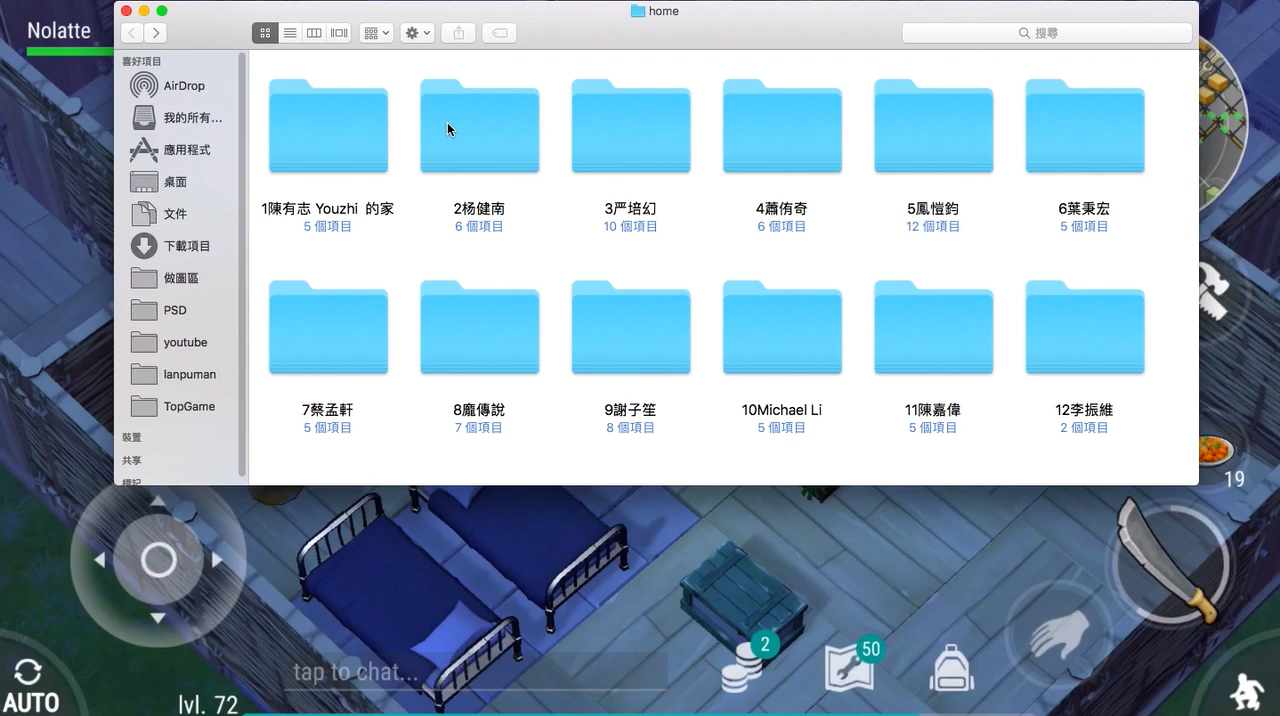 Nolatte
home
搜尋
喜好項目
AirDrop
我的所有...
應用程式
桌面
文件
下載項目
做圖區
PSD
youtube
lanpuman
TopGame
裝置
共享
標記
1陳有志 Youzhi 的家
5 個項目
2杨健南
6 個項目
3严培幻
10 個項目
4蕭侑奇
6 個項目
5鳳愷鈞
12 個項目
6葉秉宏
5 個項目
7蔡孟軒
5 個項目
8龐傳說
7 個項目
9謝子笙
8 個項目
10Michael Li
5 個項目
11陳嘉偉
5 個項目
12李振維
2 個項目
19
2
50
tap to chat...
AUTO
lvl. 72